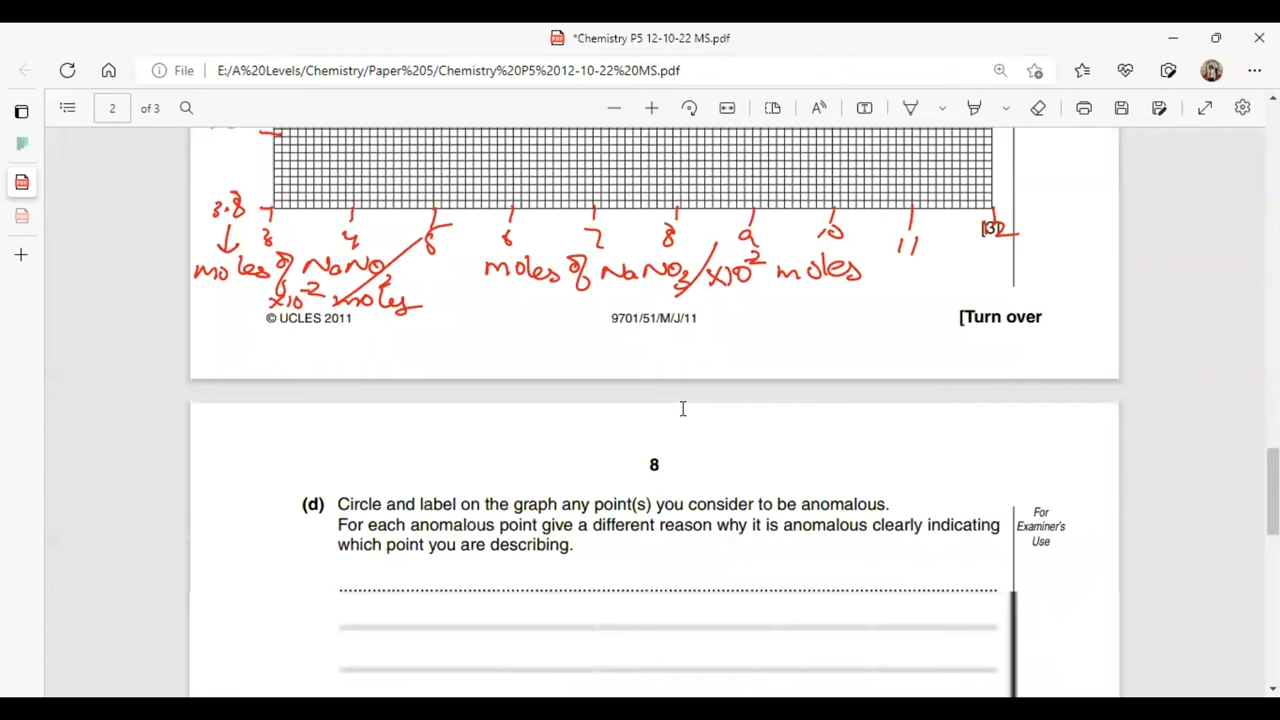 *Chemistry P5 12-10-22 MS.pdf
File E:/A%20Levels/Chemistry/Paper%205/Chemistry%20P5%2012-10-22%20MS.pdf
2 of 3
3.8
3 4 5 6 7 8 9 10 11 12
[3]
moles of NaNO
×10⁻² moles
moles of NaNO3/×10⁻² moles
© UCLES 2011 9701/51/M/J/11 [Turn over
8
(d) Circle and label on the graph any point(s) you consider to be anomalous.
For each anomalous point give a different reason why it is anomalous clearly indicating
which point you are describing.
For
Examiner's
Use